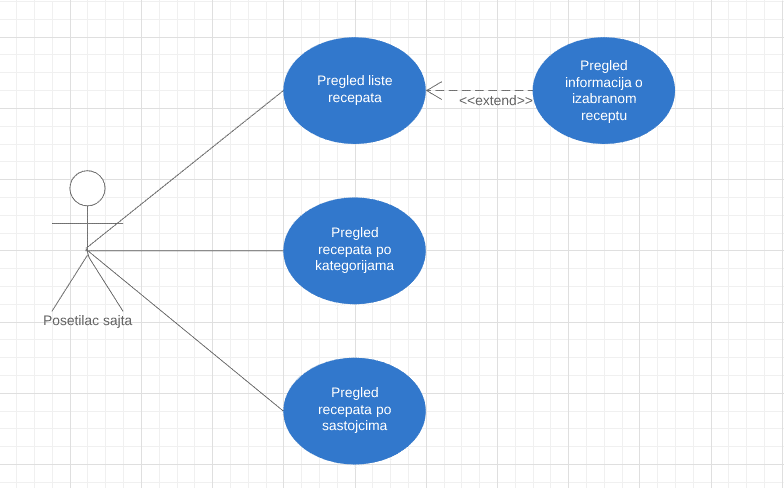 Pregled liste
recepata
<<extend>>
Pregled
informacija o
izabranom
receptu
Pregled
recepata po
kategorijama
Posetilac sajta
Pregled
recepata po
sastojcima